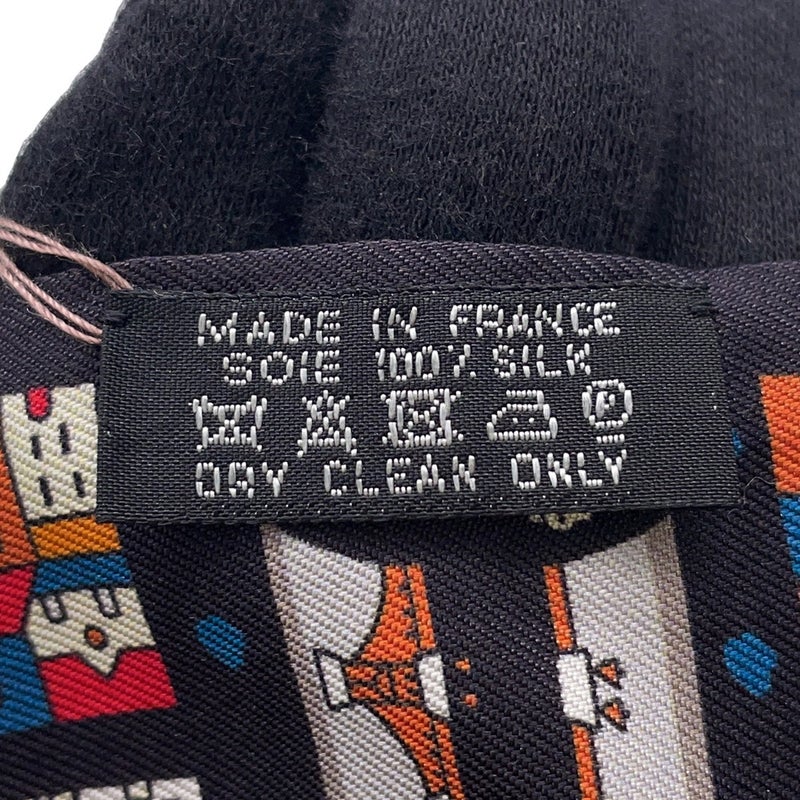 MADE IN FRANCE
SOIE 100% SILK
P
DRY CLEAN ONLY